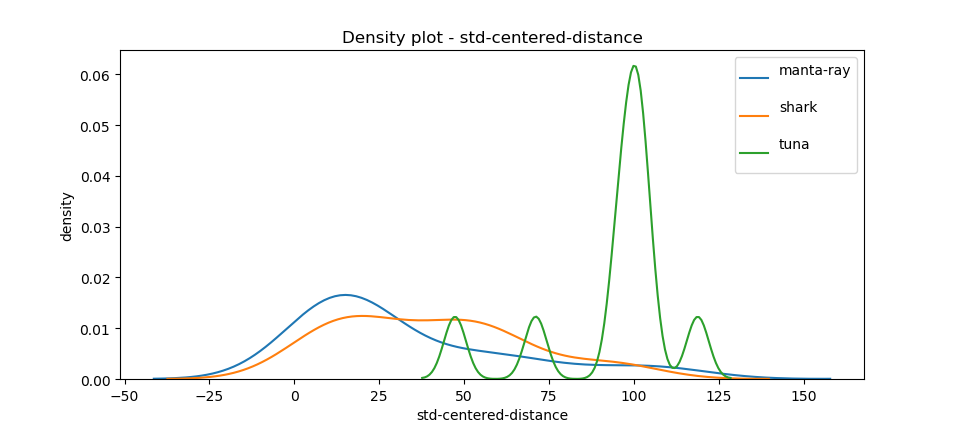 Density plot - std-centered-distance
manta-ray
shark
tuna
density
0.06
0.05
0.04
0.03
0.02
0.01
0.00
−50
−25
0
25
50
75
100
125
150
std-centered-distance